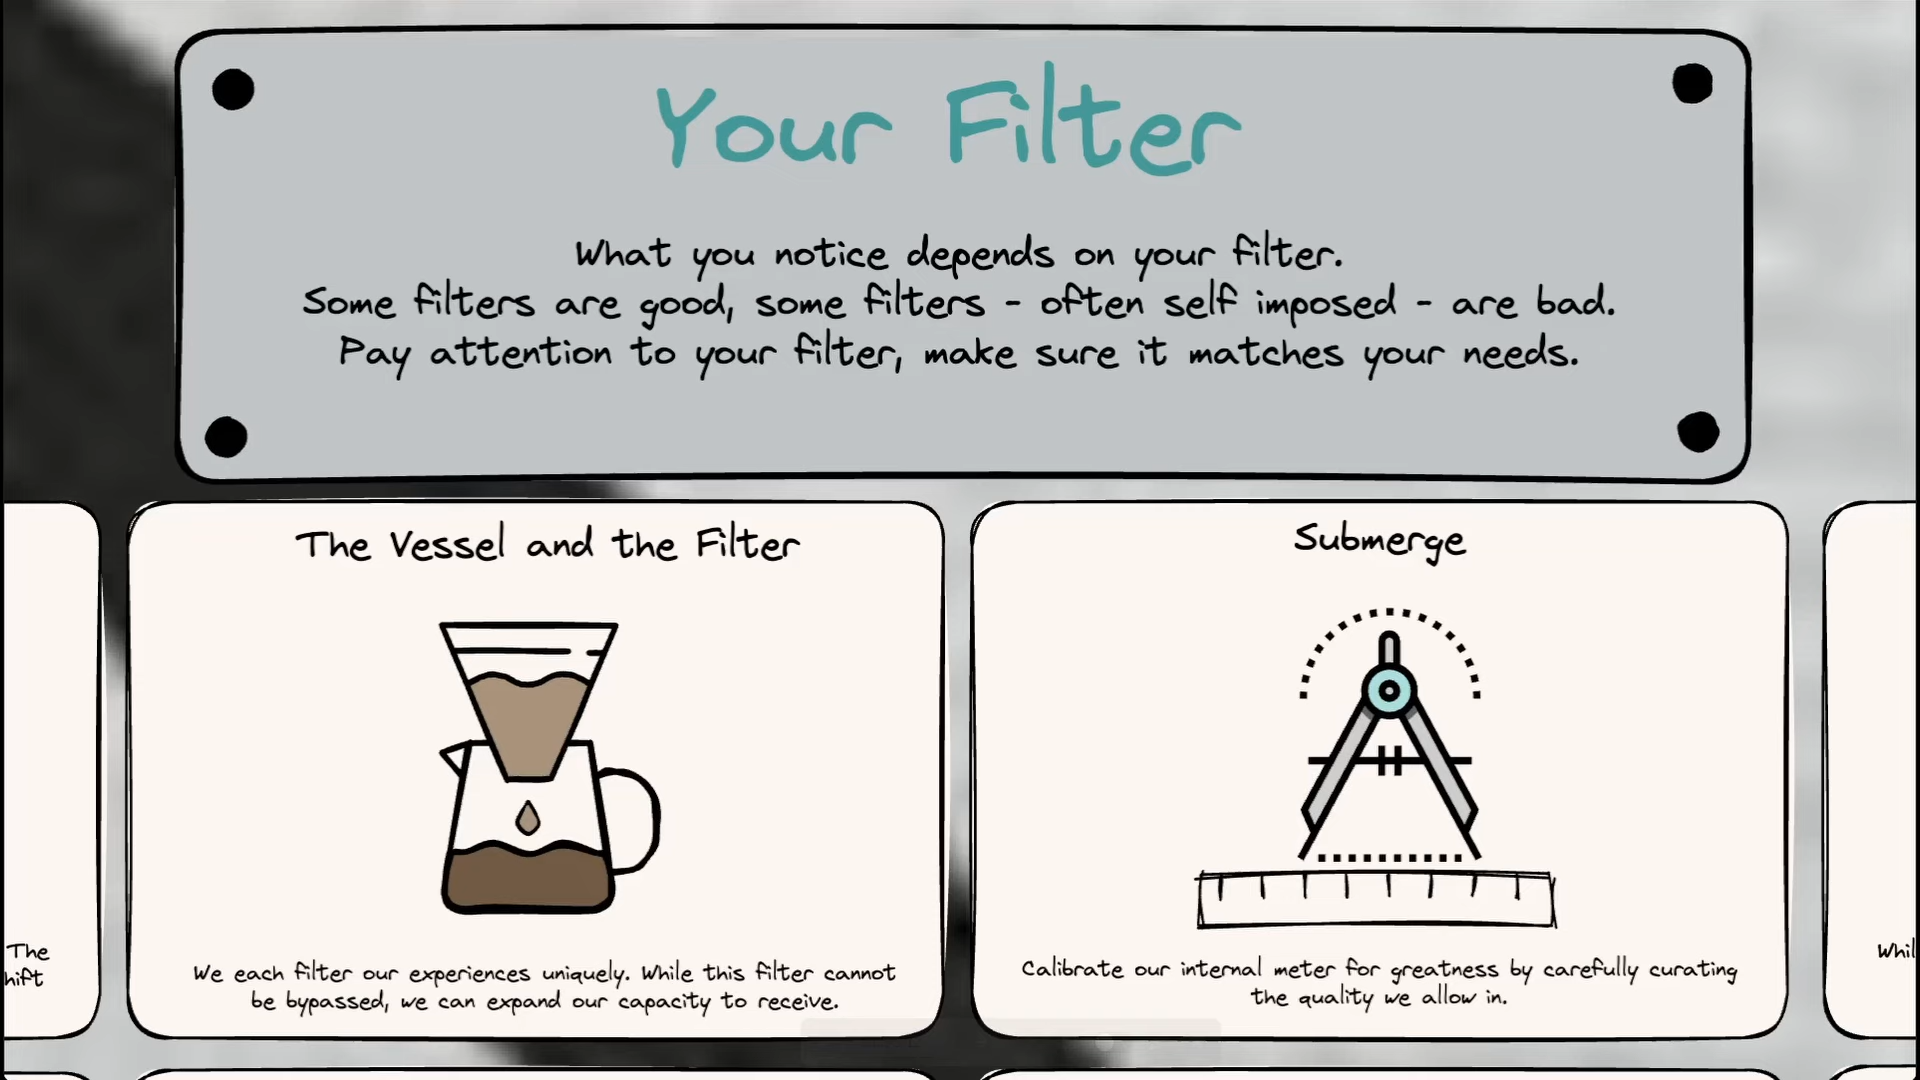 Your Filter
What you notice depends on your filter.
Some filters are good, some filters - often self imposed - are bad.
Pay attention to your filter, make sure it matches your needs.
The Vessel and the Filter
Submerge
The
hift
We each filter our experiences uniquely. While this filter cannot
be bypassed, we can expand our capacity to receive.
Calibrate our internal meter for greatness by carefully curating
the quality we allow in.
Whil